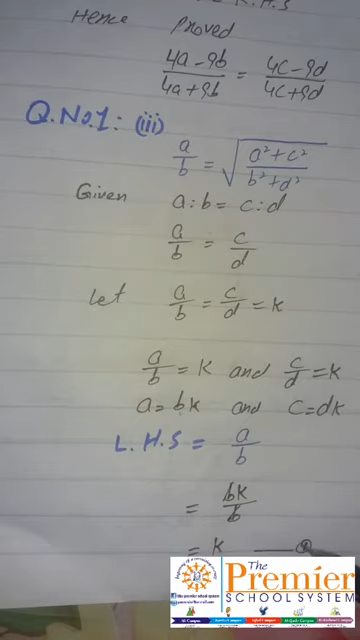 Hence Proved
4a-9b/4a+9b = 4c-9d/4c+9d
Q.No.1: (iii)
a/b = √(a²+c²/b²+d²)
Given a:b = c:d
a/b = c/d
Let a/b = c/d = k
a/b = k and c/d = k
a = bk and c = dk
L.H.S = a/b
= bk/b
= k
The
Premier
SCHOOL SYSTEM